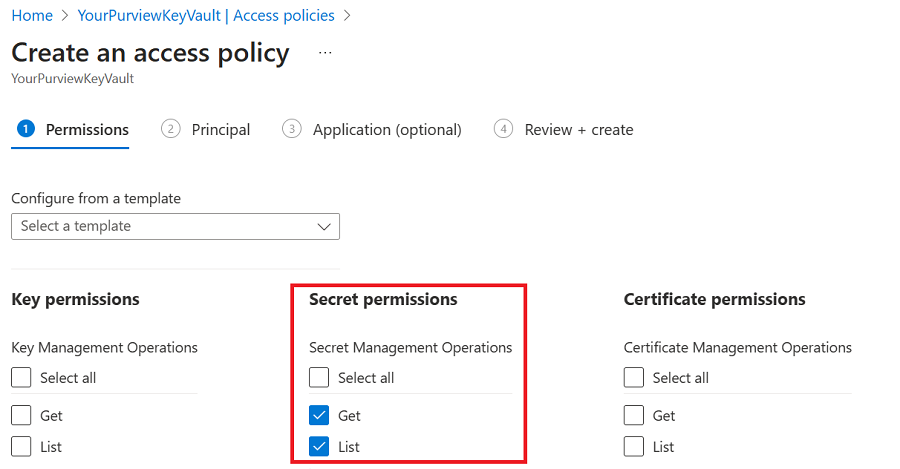 Home > YourPurviewKeyVault | Access policies >
Create an access policy ...
YourPurviewKeyVault
1 Permissions 2 Principal 3 Application (optional) 4 Review + create
Configure from a template
Select a template
Key permissions Secret permissions Certificate permissions
Key Management Operations Secret Management Operations Certificate Management Operations
Select all Select all Select all
Get Get Get
List List List